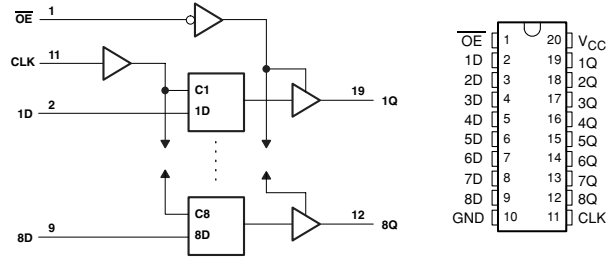 OE 1
CLK 11
C1
1D 2 1D 19 1Q
C8
8D 9 8D 12 8Q
OE 1 20 VCC
1D 2 19 1Q
2D 3 18 2Q
3D 4 17 3Q
4D 5 16 4Q
5D 6 15 5Q
6D 7 14 6Q
7D 8 13 7Q
8D 9 12 8Q
GND 10 11 CLK